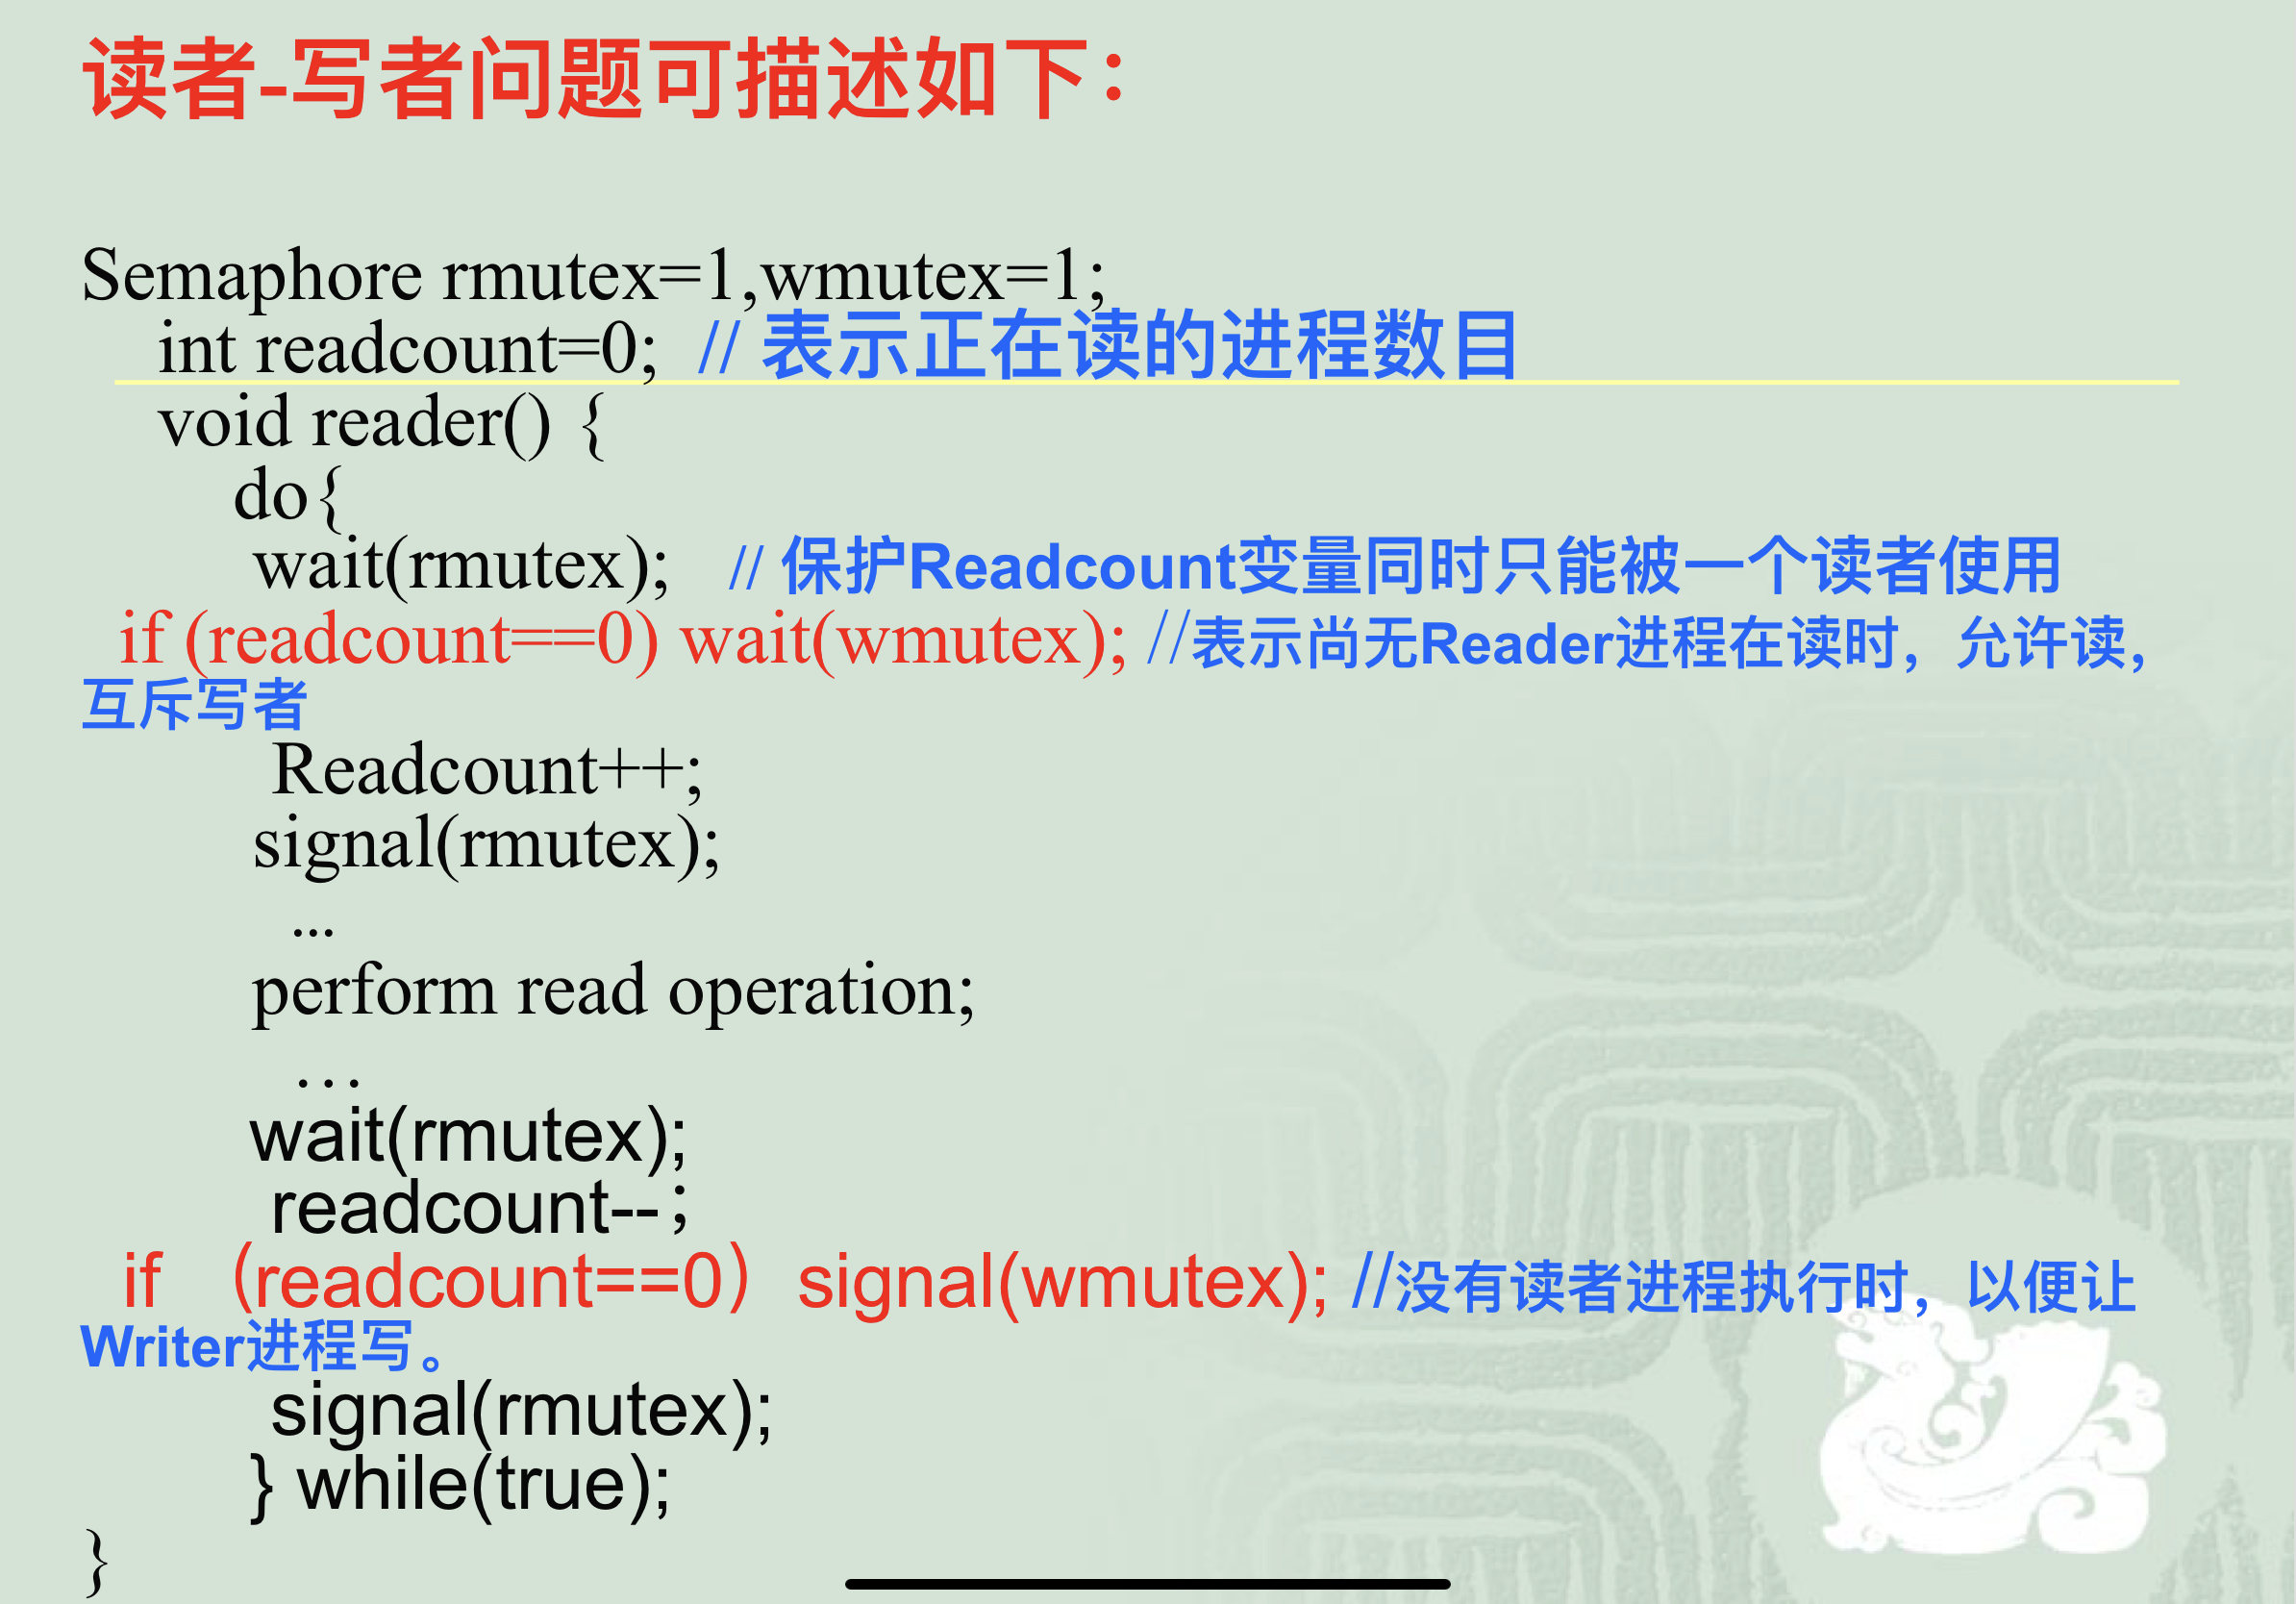 读者-写者问题可描述如下：
Semaphore rmutex=1,wmutex=1;
int readcount=0; // 表示正在读的进程数目
void reader() {
do{
wait(rmutex); // 保护Readcount变量同时只能被一个读者使用
if (readcount==0) wait(wmutex); //表示尚无Reader进程在读时，允许读，
互斥写者
Readcount++;
signal(rmutex);
...
perform read operation;
…
wait(rmutex);
readcount--；
if （readcount==0） signal(wmutex); //没有读者进程执行时，以便让
Writer进程写。
signal(rmutex);
} while(true);
}